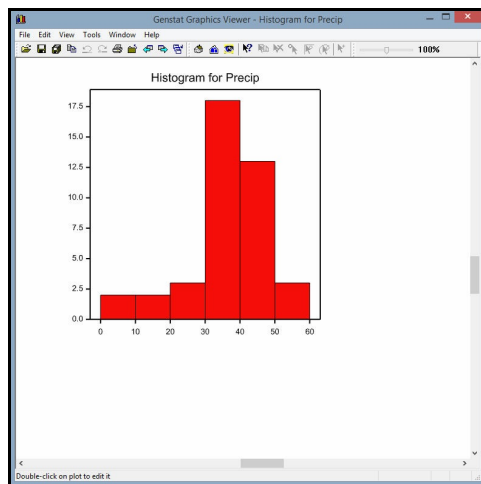 Genstat Graphics Viewer - Histogram for Precip
File Edit View Tools Window Help
100%
Histogram for Precip
17.5
15.0
12.5
10.0
7.5
5.0
2.5
0.0
0 10 20 30 40 50 60
Double-click on plot to edit it